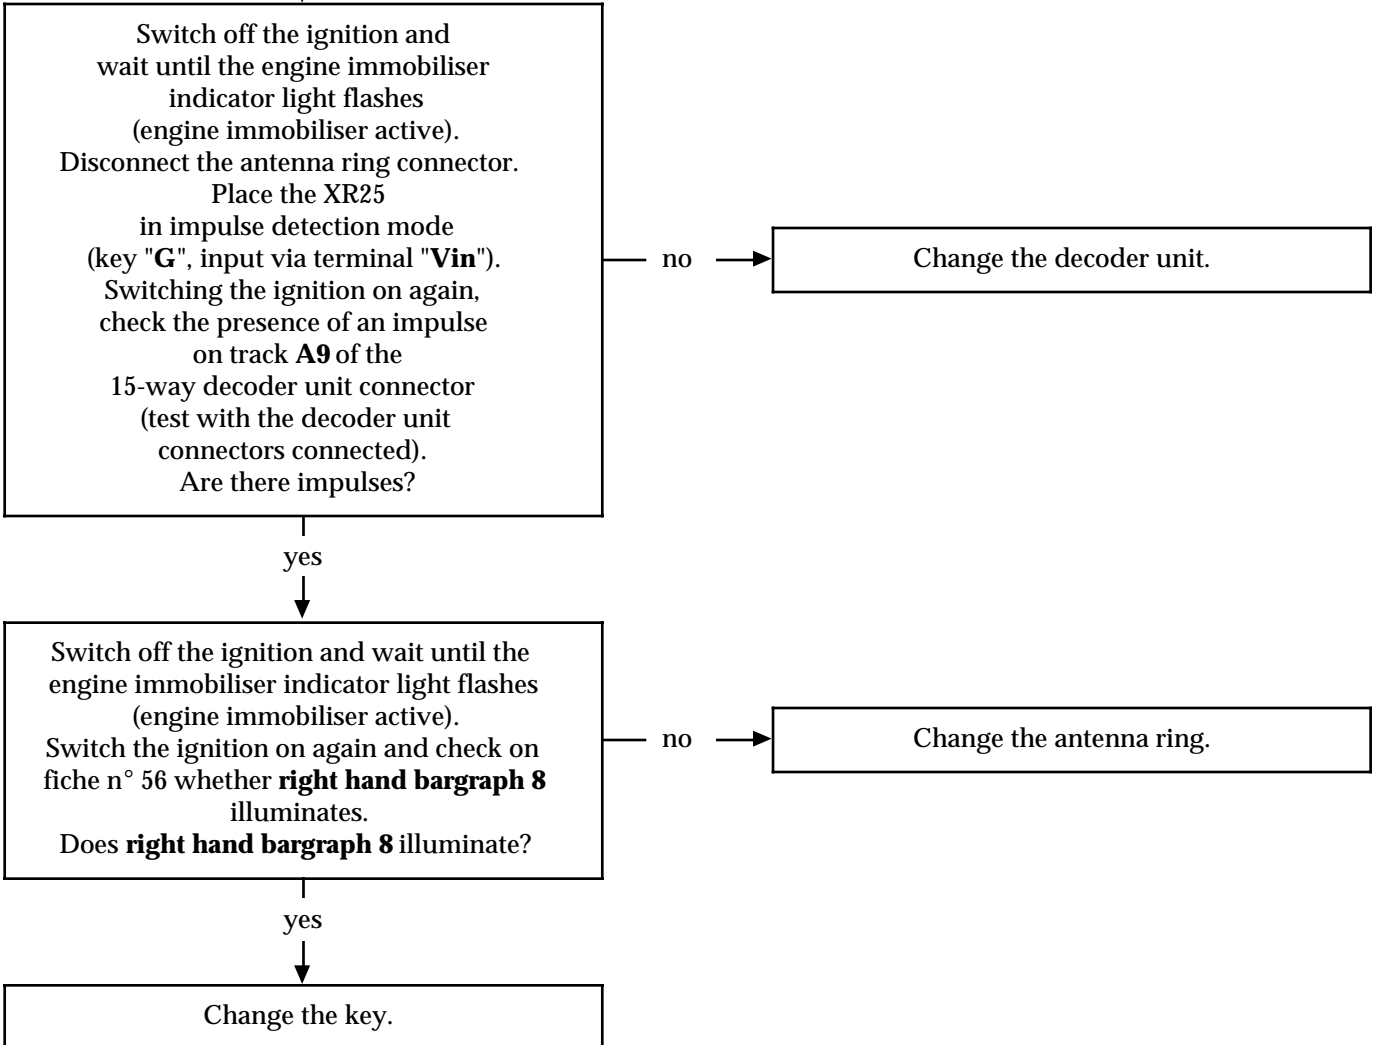 Switch off the ignition and
wait until the engine immobiliser
indicator light flashes
(engine immobiliser active).
Disconnect the antenna ring connector.
Place the XR25
in impulse detection mode
(key "G", input via terminal "Vin").
Switching the ignition on again,
check the presence of an impulse
on track A9 of the
15-way decoder unit connector
(test with the decoder unit
connectors connected).
Are there impulses?
no
Change the decoder unit.
yes
Switch off the ignition and wait until the
engine immobiliser indicator light flashes
(engine immobiliser active).
Switch the ignition on again and check on
fiche n° 56 whether right hand bargraph 8
illuminates.
Does right hand bargraph 8 illuminate?
no
Change the antenna ring.
yes
Change the key.